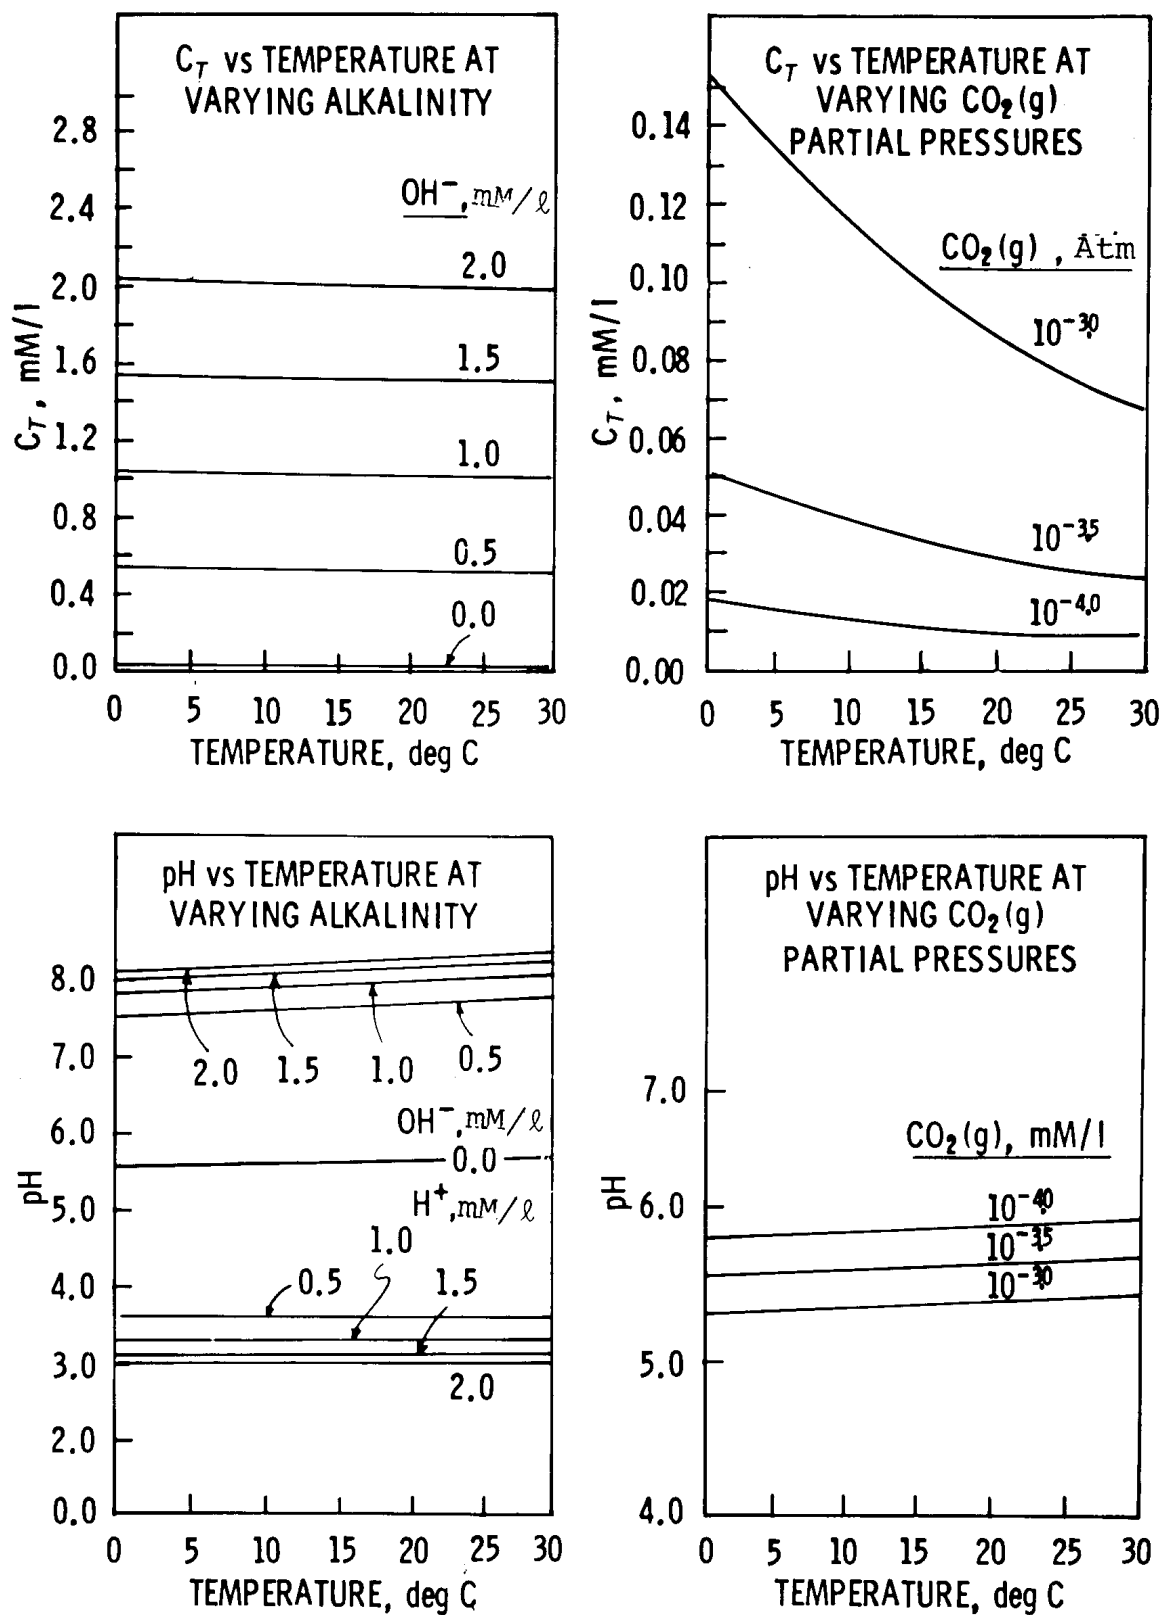 C_T vs TEMPERATURE AT
VARYING ALKALINITY
OH⁻, mM/ℓ
2.0
1.5
1.0
0.5
0.0
2.8
2.4
2.0
1.6
1.2
0.8
0.4
0.0
C_T, mM/l
0 5 10 15 20 25 30
TEMPERATURE, deg C
C_T vs TEMPERATURE AT
VARYING CO₂(g)
PARTIAL PRESSURES
CO₂(g), Atm
10⁻³·⁰
10⁻³·⁵
10⁻⁴·⁰
0.14
0.12
0.10
0.08
0.06
0.04
0.02
0.00
C_T, mM/l
0 5 10 15 20 25 30
TEMPERATURE, deg C
pH vs TEMPERATURE AT
VARYING ALKALINITY
8.0
7.0
6.0
5.0
4.0
3.0
2.0
0.0
pH
2.0 1.5 1.0 0.5
OH⁻, mM/ℓ
0.0
H⁺, mM/ℓ
1.0
0.5 1.5
2.0
0 5 10 15 20 25 30
TEMPERATURE, deg C
pH vs TEMPERATURE AT
VARYING CO₂(g)
PARTIAL PRESSURES
7.0
6.0
5.0
4.0
pH
CO₂(g), mM/l
10⁻⁴·⁰
10⁻³·⁵
10⁻³·⁰
0 5 10 15 20 25 30
TEMPERATURE, deg C